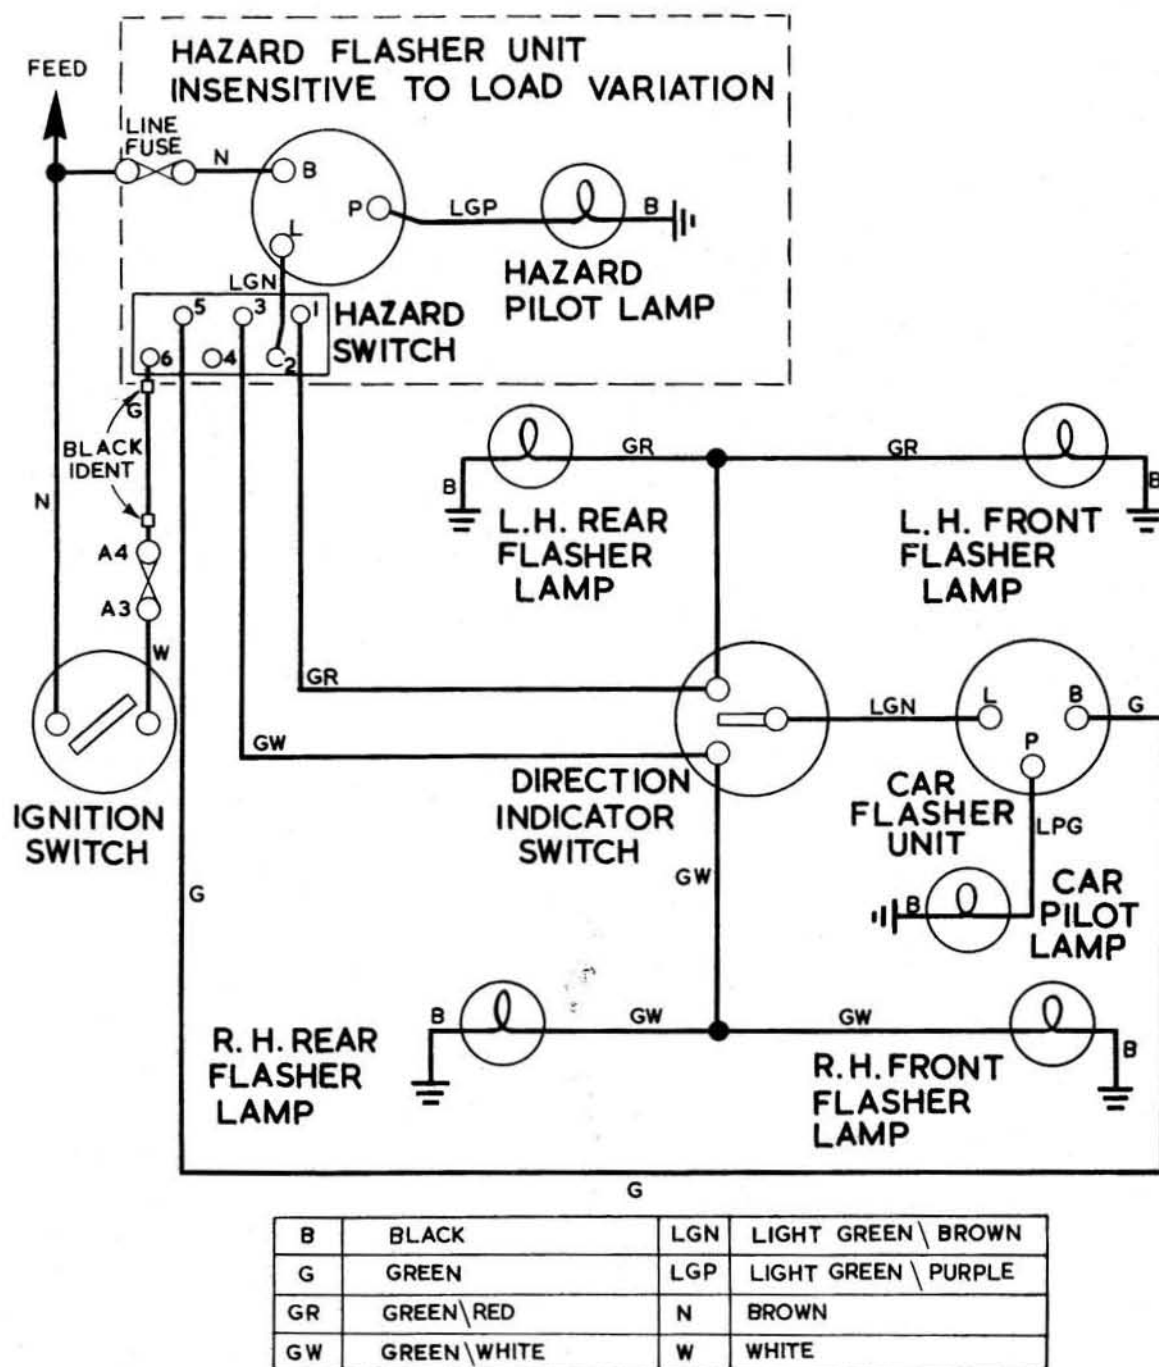 HAZARD FLASHER UNIT
INSENSITIVE TO LOAD VARIATION
FEED
LINE
FUSE
N
B
P
LGP
B
L
LGN
HAZARD
PILOT LAMP
5
3
1
HAZARD
SWITCH
6
4
2
G
BLACK
IDENT
N
A4
A3
W
IGNITION
SWITCH
GR
GR
B
B
L.H. REAR
FLASHER
LAMP
L.H. FRONT
FLASHER
LAMP
GR
GW
LGN
L
B
G
P
DIRECTION
INDICATOR
SWITCH
CAR
FLASHER
UNIT
LPG
G
GW
B
CAR
PILOT
LAMP
B
GW
GW
B
R.H. REAR
FLASHER
LAMP
R.H. FRONT
FLASHER
LAMP
G
B BLACK LGN LIGHT GREEN \ BROWN
G GREEN LGP LIGHT GREEN \ PURPLE
GR GREEN\RED N BROWN
GW GREEN\WHITE W WHITE